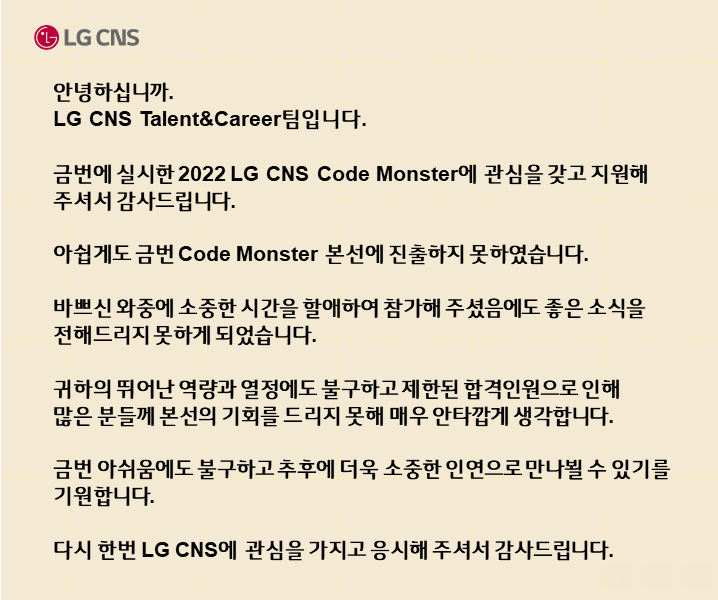 LG CNS
안녕하십니까.
LG CNS Talent&Career팀입니다.
금번에 실시한 2022 LG CNS Code Monster에 관심을 갖고 지원해
주셔서 감사드립니다.
아쉽게도 금번 Code Monster 본선에 진출하지 못하였습니다.
바쁘신 와중에 소중한 시간을 할애하여 참가해 주셨음에도 좋은 소식을
전해드리지 못하게 되었습니다.
귀하의 뛰어난 역량과 열정에도 불구하고 제한된 합격인원으로 인해
많은 분들께 본선의 기회를 드리지 못해 매우 안타깝게 생각합니다.
금번 아쉬움에도 불구하고 추후에 더욱 소중한 인연으로 만나뵐 수 있기를
기원합니다.
다시 한번 LG CNS에 관심을 가지고 응시해 주셔서 감사드립니다.